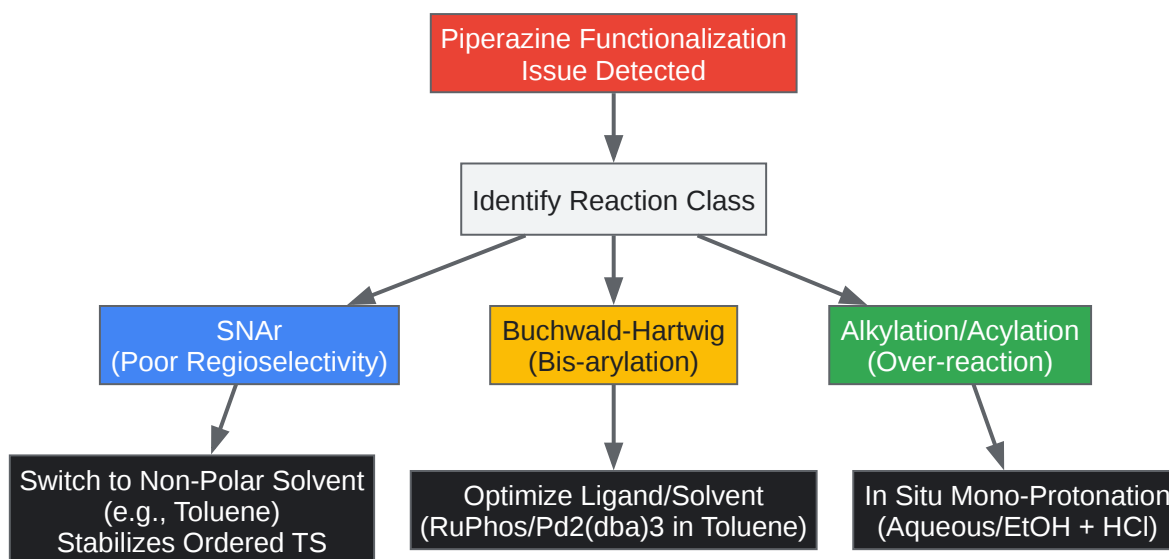 Piperazine Functionalization
Issue Detected
Identify Reaction Class
SNAr
(Poor Regioselectivity)
Buchwald-Hartwig
(Bis-arylation)
Alkylation/Acylation
(Over-reaction)
Switch to Non-Polar Solvent
(e.g., Toluene)
Stabilizes Ordered TS
Optimize Ligand/Solvent
(RuPhos/Pd2(dba)3 in Toluene)
In Situ Mono-Protonation
(Aqueous/EtOH + HCl)